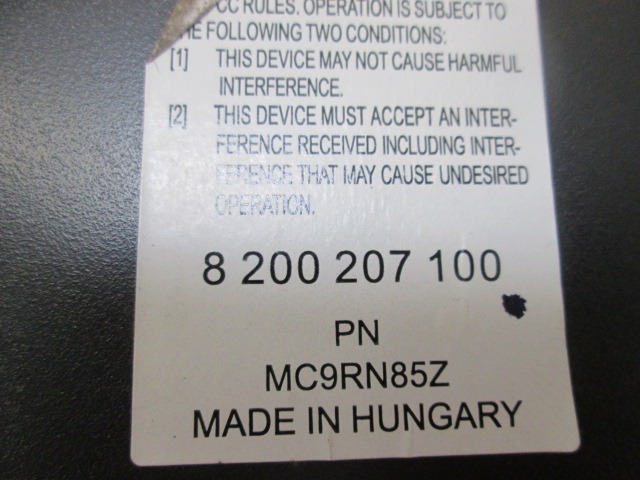 CC RULES. OPERATION IS SUBJECT TO
THE FOLLOWING TWO CONDITIONS:
[1] THIS DEVICE MAY NOT CAUSE HARMFUL
INTERFERENCE.
[2] THIS DEVICE MUST ACCEPT AN INTER-
FERENCE RECEIVED INCLUDING INTER-
FERENCE THAT MAY CAUSE UNDESIRED
OPERATION.
8 200 207 100
PN
MC9RN85Z
MADE IN HUNGARY